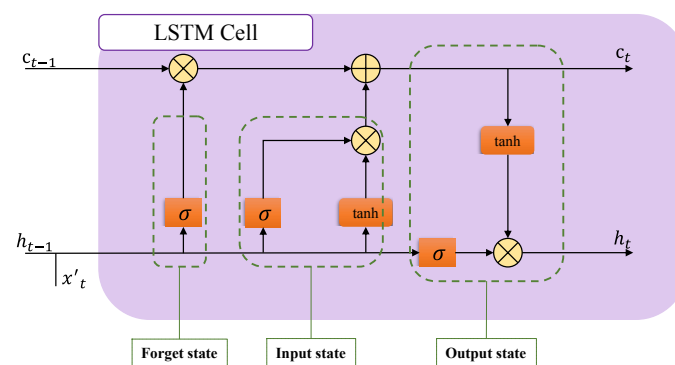 LSTM Cell
c_{t−1}
c_t
tanh
σ
σ
tanh
h_{t−1}
σ
h_t
x'_t
Forget state
Input state
Output state